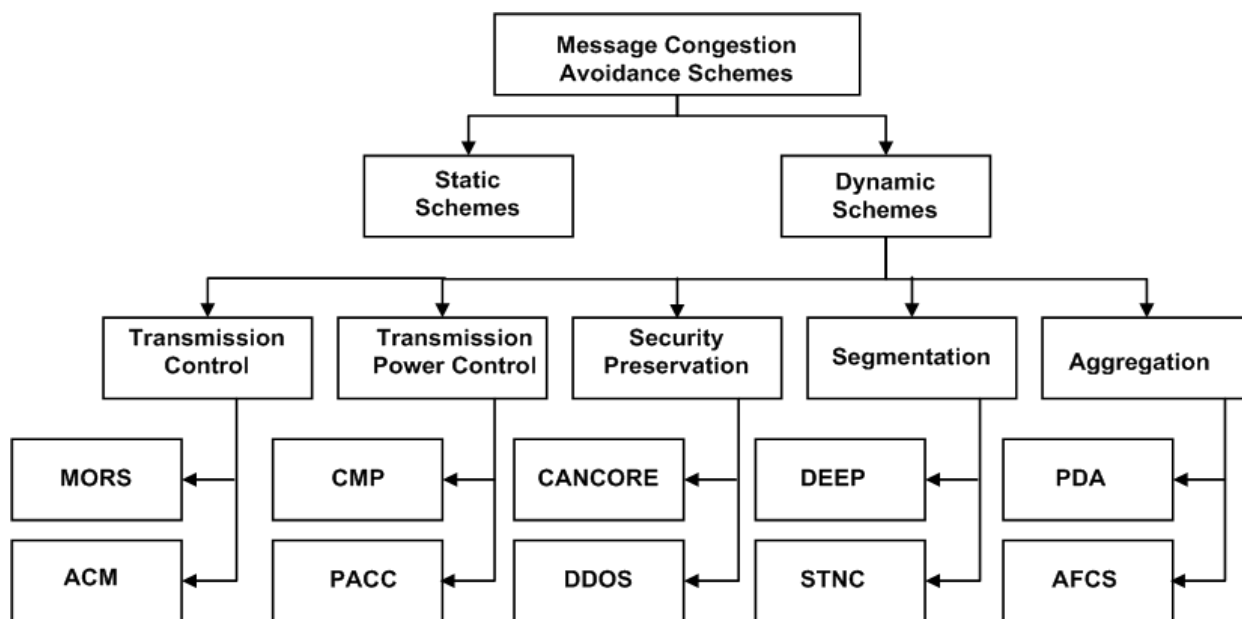 Message Congestion
Avoidance Schemes
Static
Schemes
Dynamic
Schemes
Transmission
Control
Transmission
Power Control
Security
Preservation
Segmentation
Aggregation
MORS
CMP
CANCORE
DEEP
PDA
ACM
PACC
DDOS
STNC
AFCS